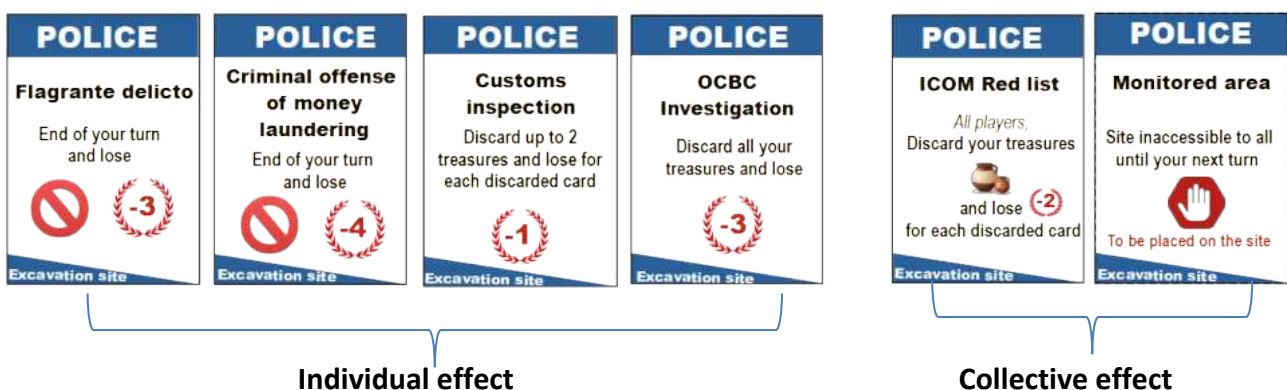 POLICE
Flagrante delicto
End of your turn
and lose
-3
Excavation site
POLICE
Criminal offense
of money
laundering
End of your turn
and lose
-4
Excavation site
POLICE
Customs
inspection
Discard up to 2
treasures and lose for
each discarded card
-1
Excavation site
POLICE
OCBC
Investigation
Discard all your
treasures and lose
-3
Excavation site
POLICE
ICOM Red list
All players,
Discard your treasures
and lose -2
for each discarded card
Excavation site
POLICE
Monitored area
Site inaccessible to all
until your next turn
To be placed on the site
Excavation site
Individual effect
Collective effect